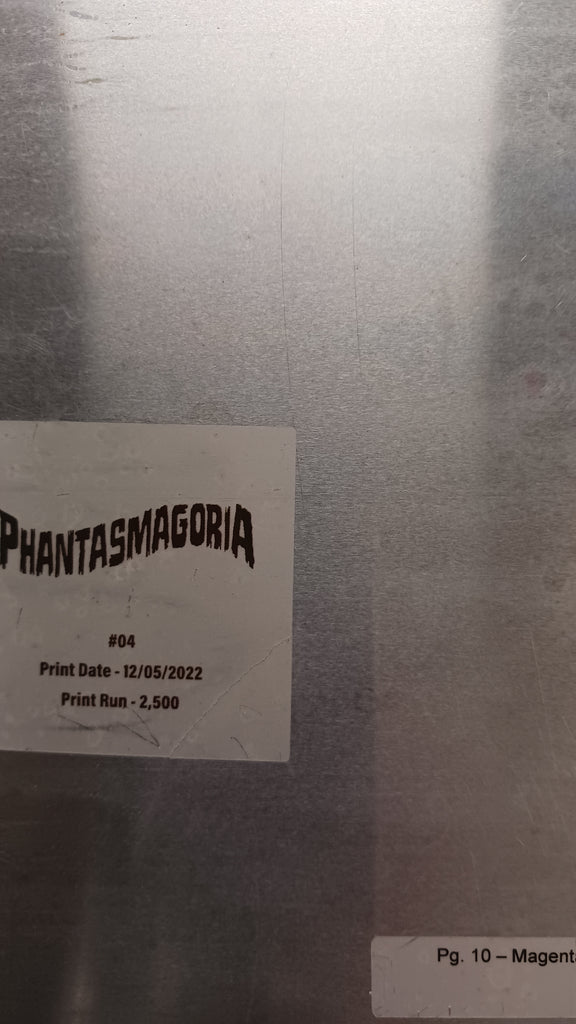 PHANTASMAGORIA
#04
Print Date - 12/05/2022
Print Run - 2,500
Pg. 10 – Magenta